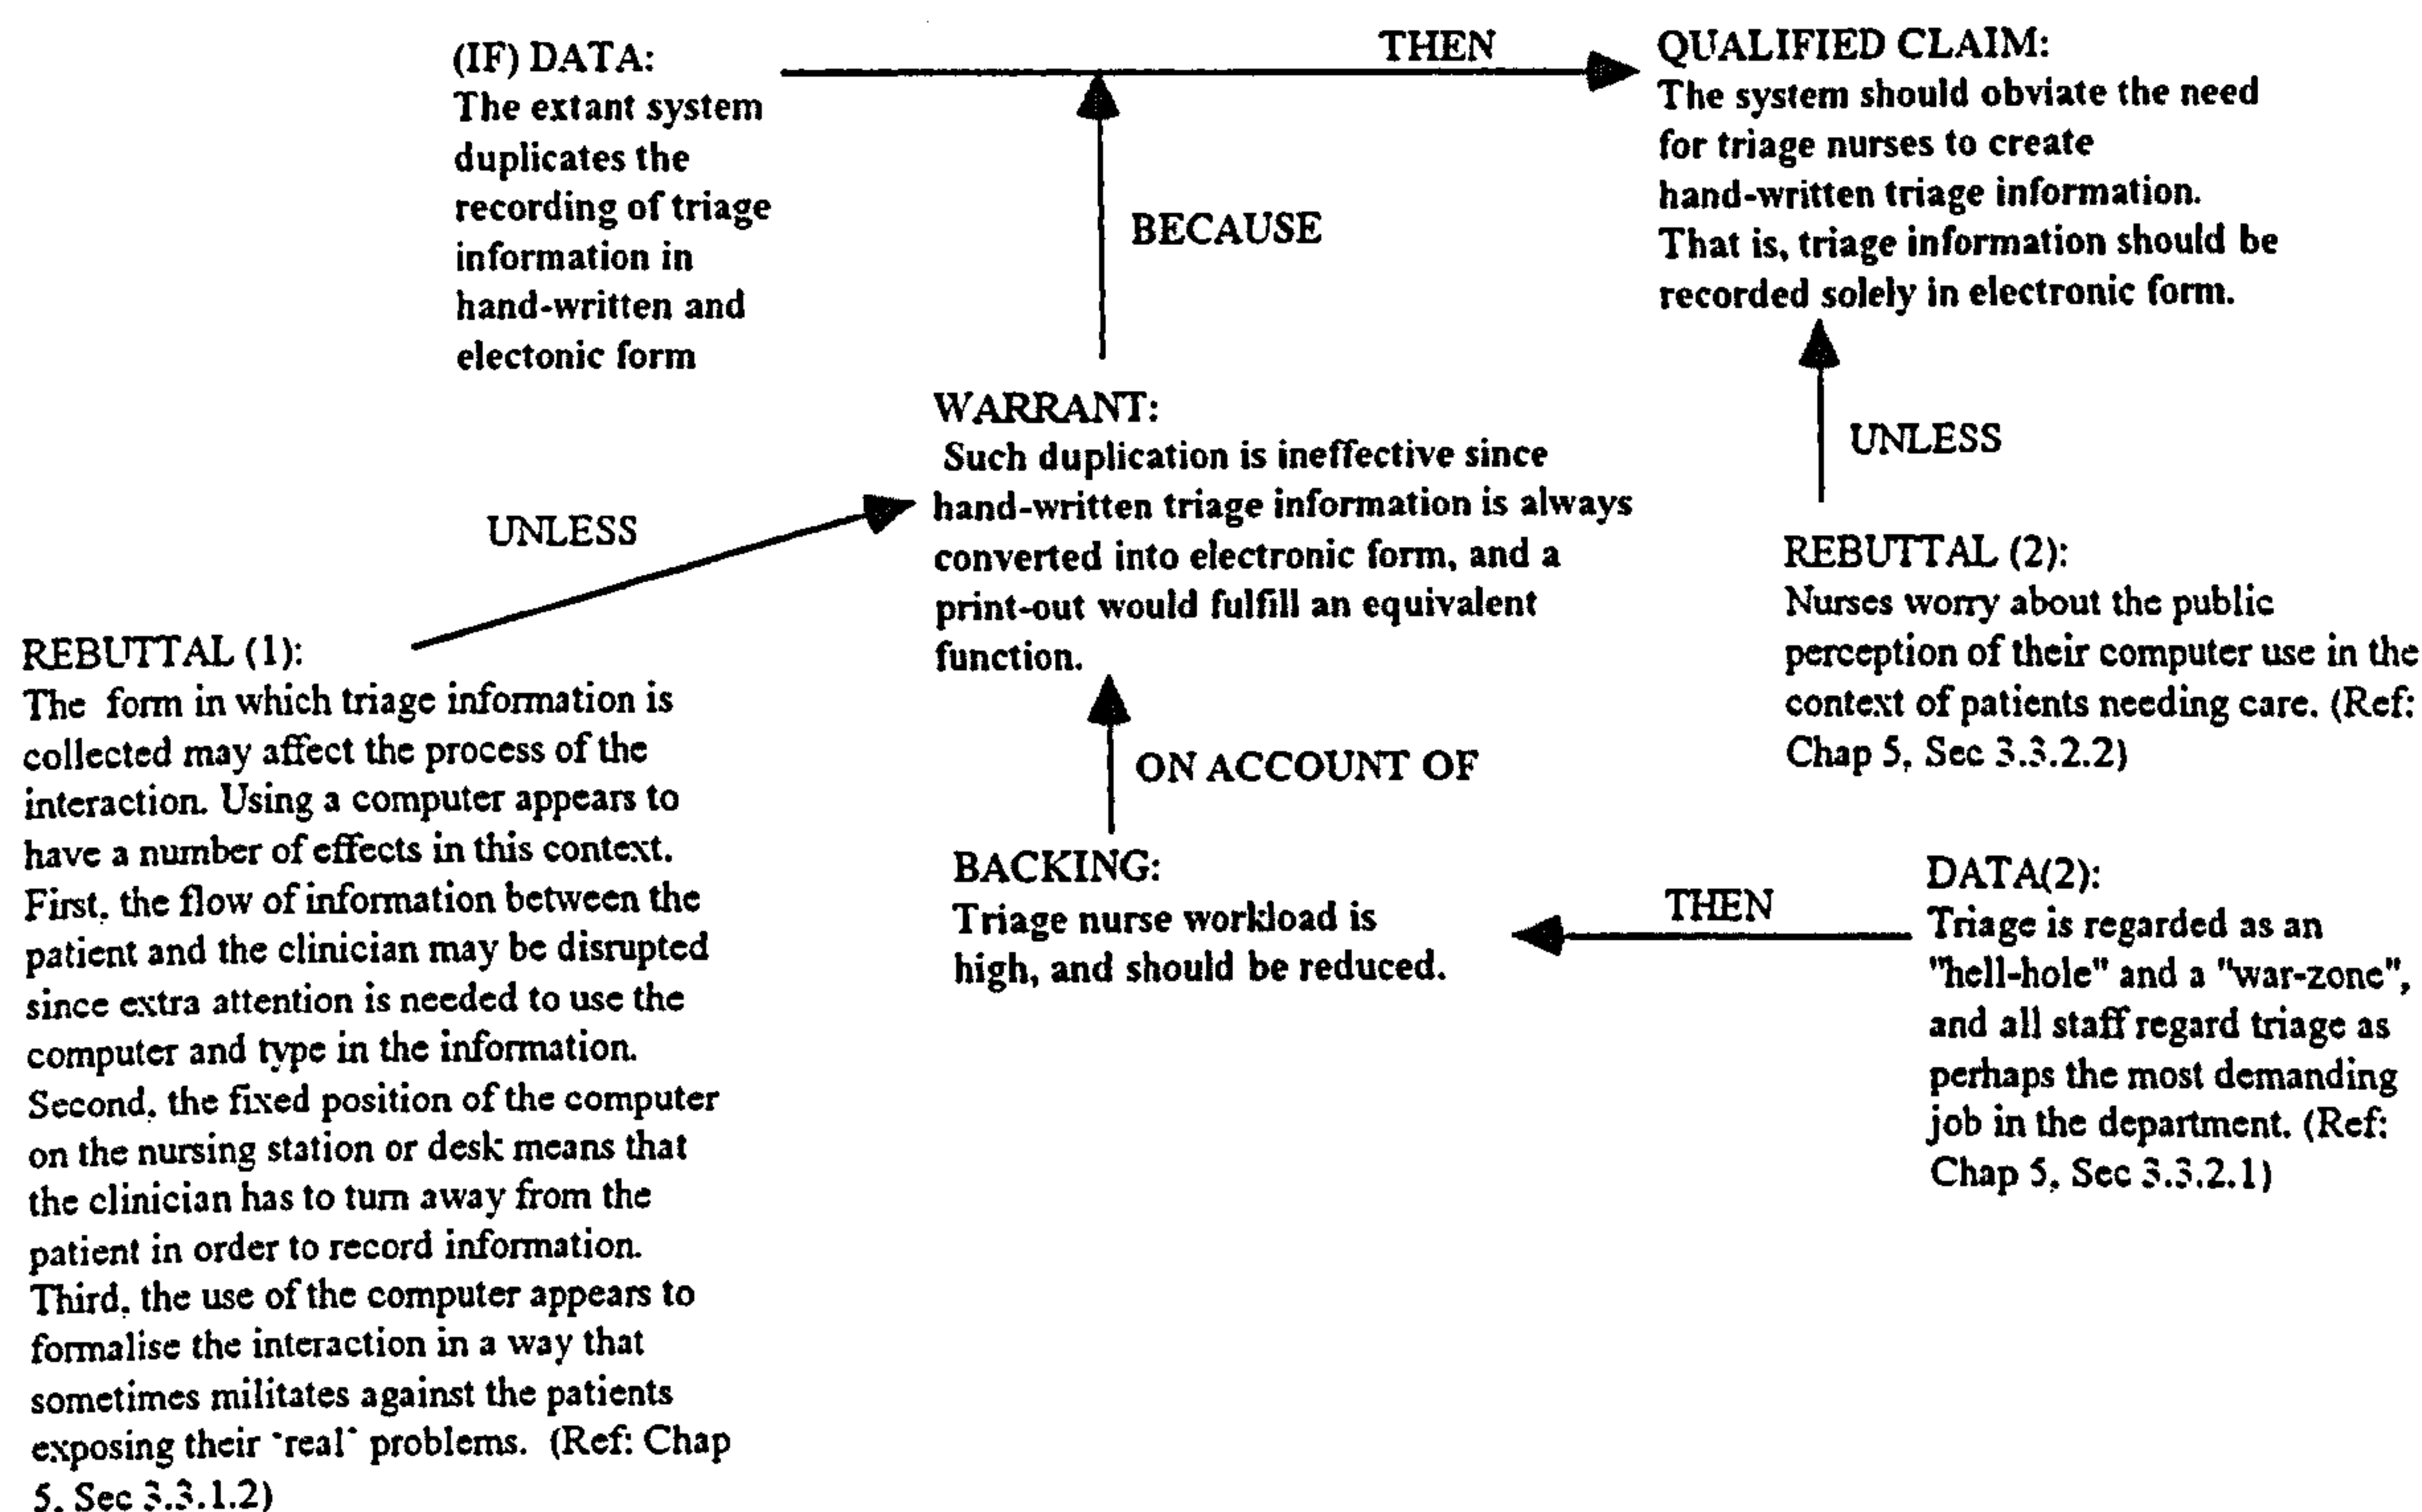 (IF) DATA:
The extant system
duplicates the
recording of triage
information in
hand-written and
electonic form
THEN
QUALIFIED CLAIM:
The system should obviate the need
for triage nurses to create
hand-written triage information.
That is, triage information should be
recorded solely in electronic form.
BECAUSE
WARRANT:
Such duplication is ineffective since
hand-written triage information is always
converted into electronic form, and a
print-out would fulfill an equivalent
function.
UNLESS
REBUTTAL (2):
Nurses worry about the public
perception of their computer use in the
context of patients needing care. (Ref:
Chap 5, Sec 3.3.2.2)
UNLESS
REBUTTAL (1):
The form in which triage information is
collected may affect the process of the
interaction. Using a computer appears to
have a number of effects in this context.
First, the flow of information between the
patient and the clinician may be disrupted
since extra attention is needed to use the
computer and type in the information.
Second, the fixed position of the computer
on the nursing station or desk means that
the clinician has to turn away from the
patient in order to record information.
Third, the use of the computer appears to
formalise the interaction in a way that
sometimes militates against the patients
exposing their 'real' problems. (Ref: Chap
5, Sec 3.3.1.2)
ON ACCOUNT OF
BACKING:
Triage nurse workload is
high, and should be reduced.
THEN
DATA(2):
Triage is regarded as an
"hell-hole" and a "war-zone",
and all staff regard triage as
perhaps the most demanding
job in the department. (Ref:
Chap 5, Sec 3.3.2.1)